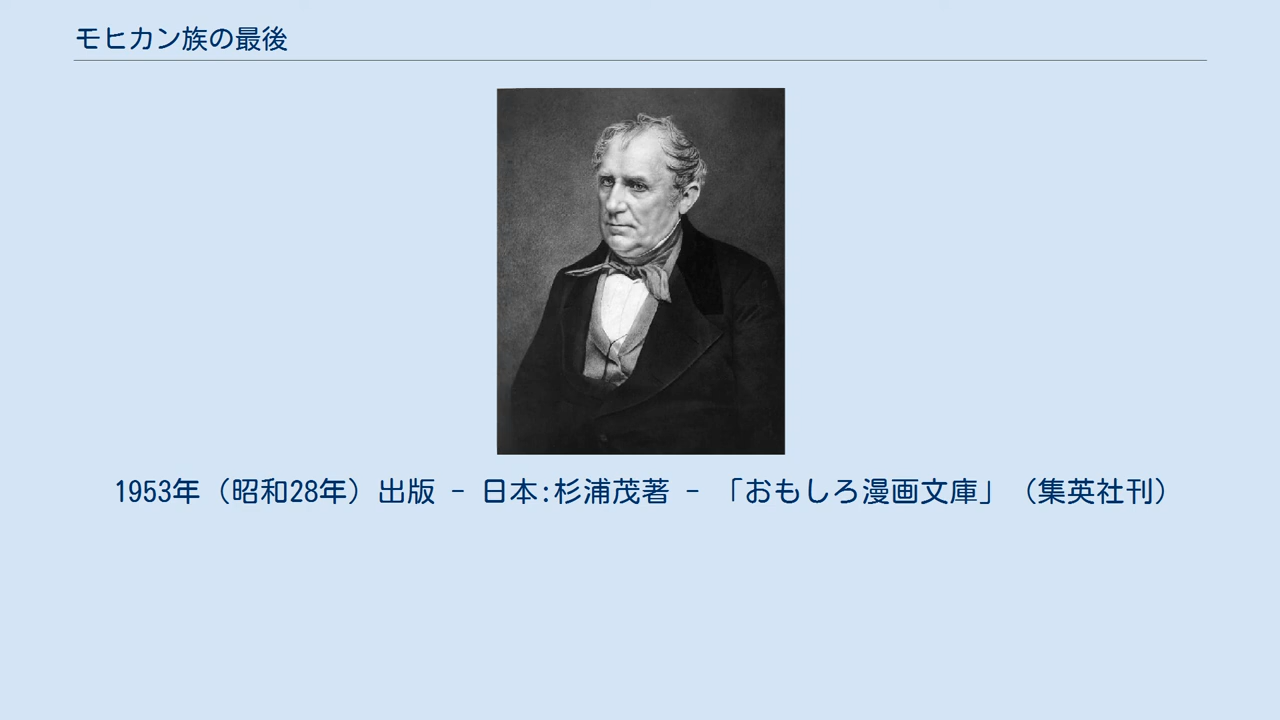 モヒカン族の最後
1953年（昭和28年）出版 - 日本:杉浦茂著 - 「おもしろ漫画文庫」（集英社刊）